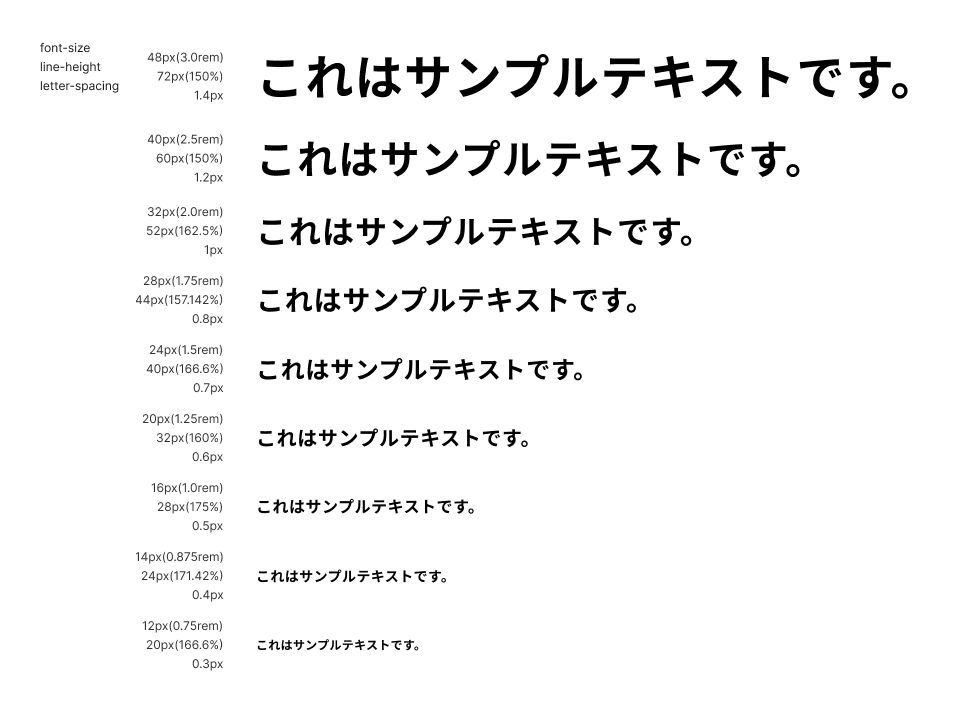 font-size
line-height
letter-spacing
48px(3.0rem)
72px(150%)
1.4px
これはサンプルテキストです。
40px(2.5rem)
60px(150%)
1.2px
これはサンプルテキストです。
32px(2.0rem)
52px(162.5%)
1px
これはサンプルテキストです。
28px(1.75rem)
44px(157.142%)
0.8px
これはサンプルテキストです。
24px(1.5rem)
40px(166.6%)
0.7px
これはサンプルテキストです。
20px(1.25rem)
32px(160%)
0.6px
これはサンプルテキストです。
16px(1.0rem)
28px(175%)
0.5px
これはサンプルテキストです。
14px(0.875rem)
24px(171.42%)
0.4px
これはサンプルテキストです。
12px(0.75rem)
20px(166.6%)
0.3px
これはサンプルテキストです。